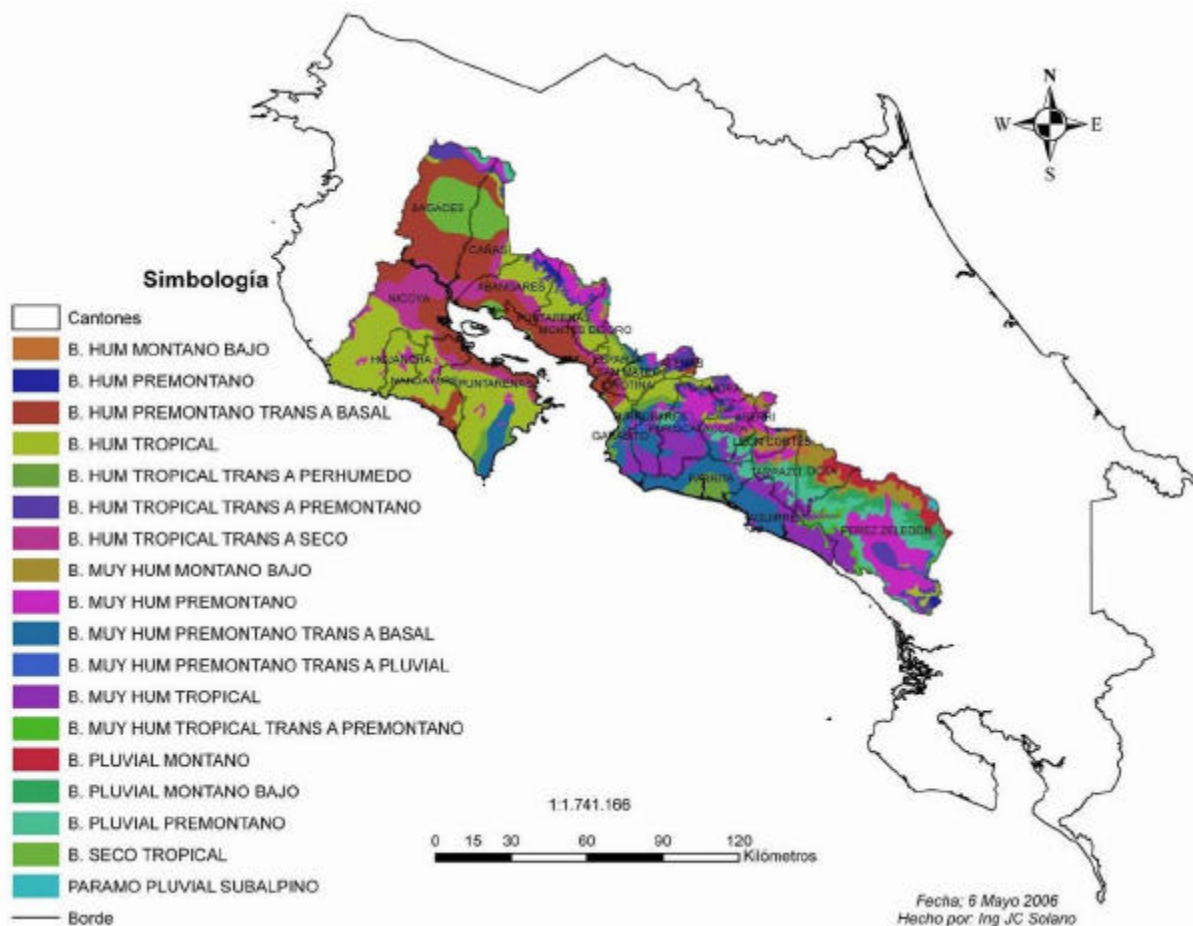 N
W E
S
Simbología
Cantones
B. HUM MONTANO BAJO
B. HUM PREMONTANO
B. HUM PREMONTANO TRANS A BASAL
B. HUM TROPICAL
B. HUM TROPICAL TRANS A PERHUMEDO
B. HUM TROPICAL TRANS A PREMONTANO
B. HUM TROPICAL TRANS A SECO
B. MUY HUM MONTANO BAJO
B. MUY HUM PREMONTANO
B. MUY HUM PREMONTANO TRANS A BASAL
B. MUY HUM PREMONTANO TRANS A PLUVIAL
B. MUY HUM TROPICAL
B. MUY HUM TROPICAL TRANS A PREMONTANO
B. PLUVIAL MONTANO
B. PLUVIAL MONTANO BAJO
B. PLUVIAL PREMONTANO
B. SECO TROPICAL
PARAMO PLUVIAL SUBALPINO
Borde
BAGACES
CAÑAS
ABANGARES
NICOYA
PUNTARENAS
MONTES DE ORO
HOJANCHA
NANDAYURE
PUNTARENAS
ESPARZA
SAN MATEO
OROTINA
GARABITO
LEON CORTES
TARRAZU
DOTA
PARRITA
AGUIRRE
PEREZ ZELEDON
1:1.741.166
0 15 30 60 90 120
Kilómetros
Fecha; 6 Mayo 2006
Hecho por: Ing JC Solano